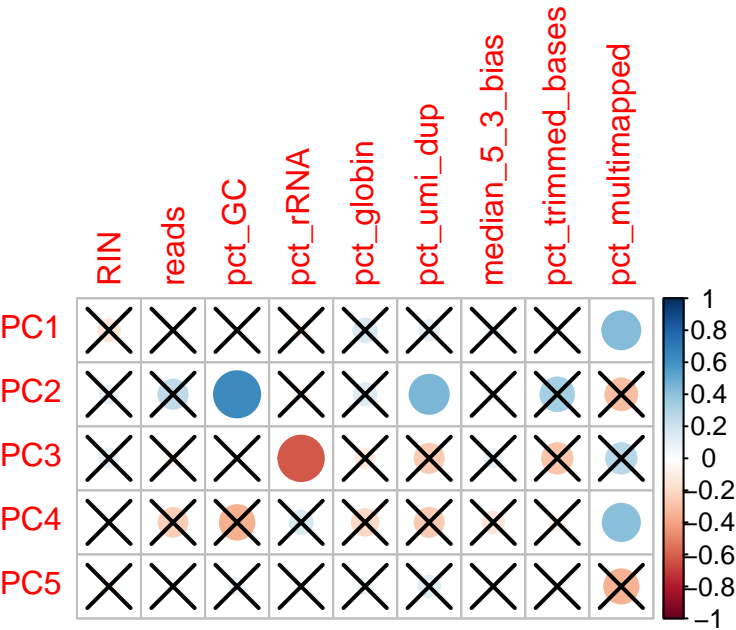 RIN
reads
pct_GC
pct_rRNA
pct_globin
pct_umi_dup
median_5_3_bias
pct_trimmed_bases
pct_multimapped
PC1
PC2
PC3
PC4
PC5
1
0.8
0.6
0.4
0.2
0
−0.2
−0.4
−0.6
−0.8
−1